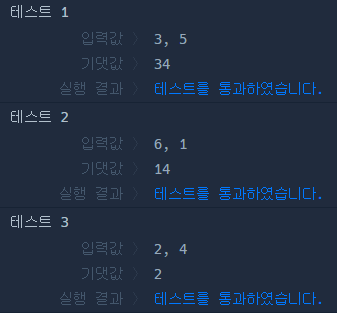 테스트 1
입력값 〉 3, 5
기댓값 〉 34
실행 결과 〉 테스트를 통과하였습니다.
테스트 2
입력값 〉 6, 1
기댓값 〉 14
실행 결과 〉 테스트를 통과하였습니다.
테스트 3
입력값 〉 2, 4
기댓값 〉 2
실행 결과 〉 테스트를 통과하였습니다.